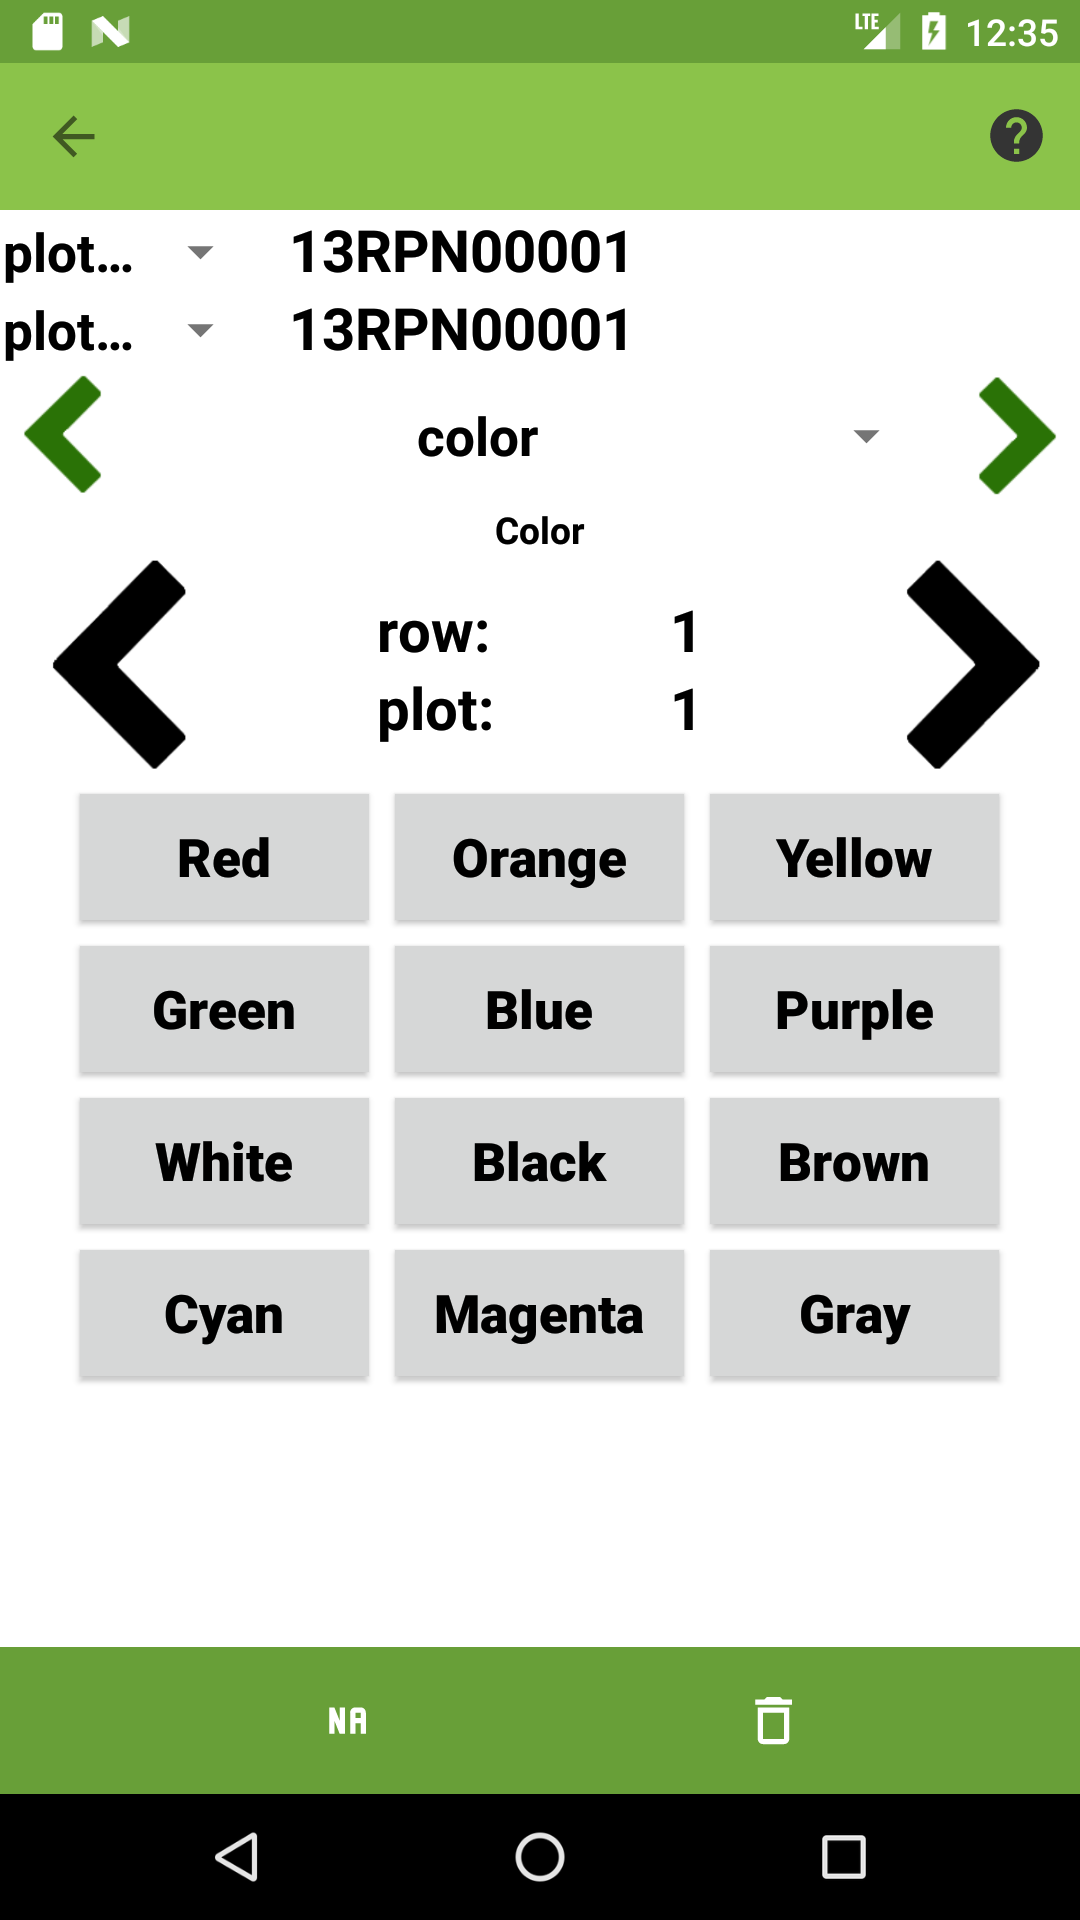 LTE 12:35
plot... 13RPN00001
plot... 13RPN00001
color
Color
row: 1
plot: 1
Red Orange Yellow
Green Blue Purple
White Black Brown
Cyan Magenta Gray
NA